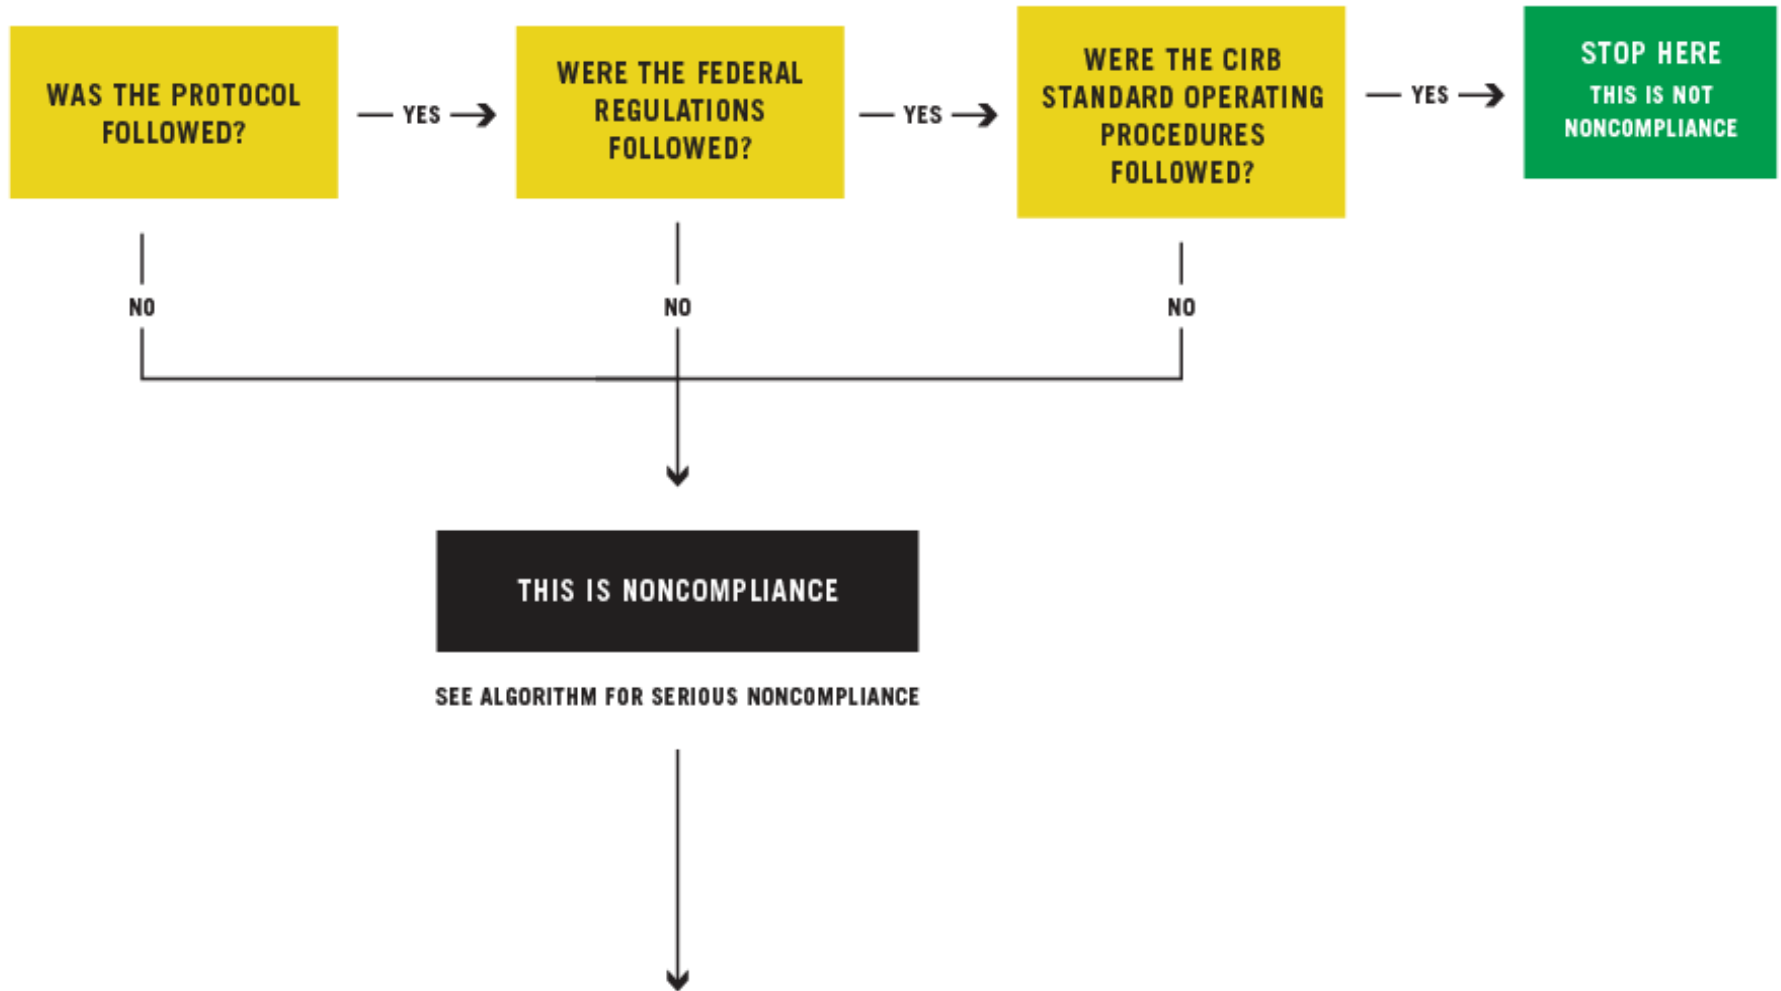 WAS THE PROTOCOL
FOLLOWED?
YES
WERE THE FEDERAL
REGULATIONS
FOLLOWED?
YES
WERE THE CIRB
STANDARD OPERATING
PROCEDURES
FOLLOWED?
YES
STOP HERE
THIS IS NOT
NONCOMPLIANCE
NO
NO
NO
THIS IS NONCOMPLIANCE
SEE ALGORITHM FOR SERIOUS NONCOMPLIANCE